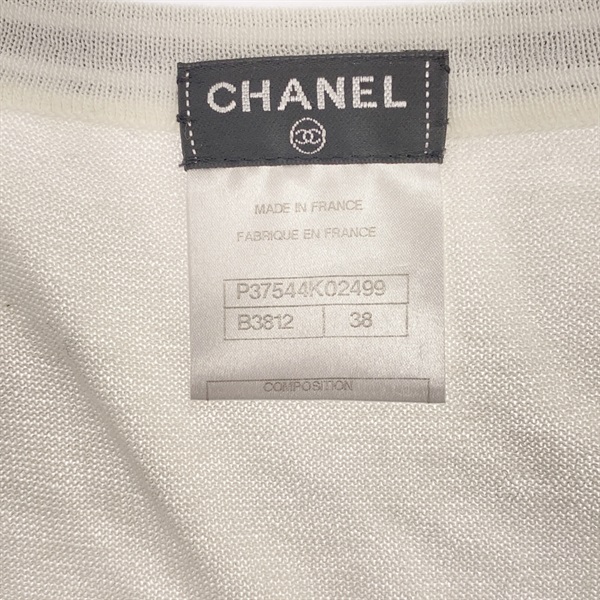 CHANEL
MADE IN FRANCE
FABRIQUE EN FRANCE
P37544K02499
B3812 38
COMPOSITION